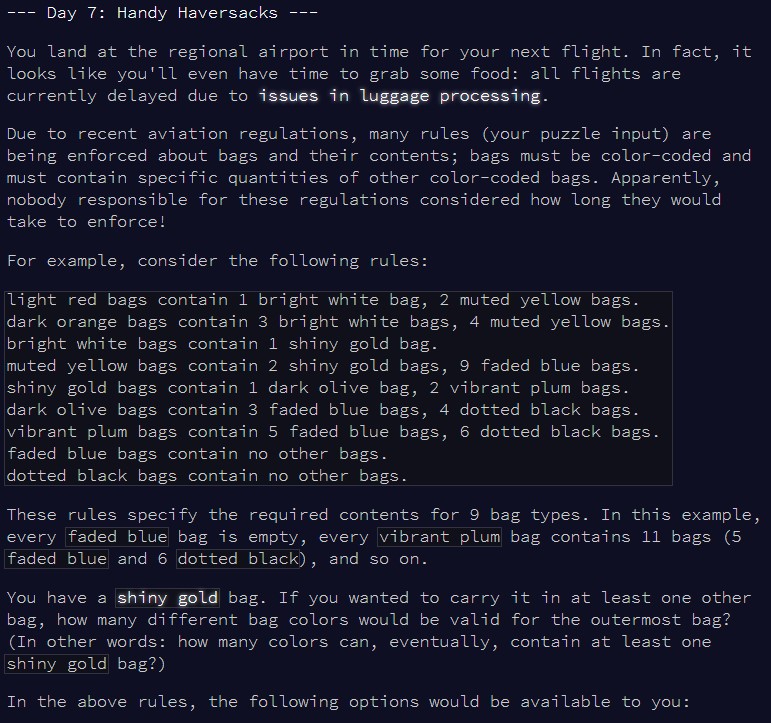 --- Day 7: Handy Haversacks ---
You land at the regional airport in time for your next flight. In fact, it
looks like you'll even have time to grab some food: all flights are
currently delayed due to issues in luggage processing.
Due to recent aviation regulations, many rules (your puzzle input) are
being enforced about bags and their contents; bags must be color-coded and
must contain specific quantities of other color-coded bags. Apparently,
nobody responsible for these regulations considered how long they would
take to enforce!
For example, consider the following rules:
light red bags contain 1 bright white bag, 2 muted yellow bags.
dark orange bags contain 3 bright white bags, 4 muted yellow bags.
bright white bags contain 1 shiny gold bag.
muted yellow bags contain 2 shiny gold bags, 9 faded blue bags.
shiny gold bags contain 1 dark olive bag, 2 vibrant plum bags.
dark olive bags contain 3 faded blue bags, 4 dotted black bags.
vibrant plum bags contain 5 faded blue bags, 6 dotted black bags.
faded blue bags contain no other bags.
dotted black bags contain no other bags.
These rules specify the required contents for 9 bag types. In this example,
every faded blue bag is empty, every vibrant plum bag contains 11 bags (5
faded blue and 6 dotted black), and so on.
You have a shiny gold bag. If you wanted to carry it in at least one other
bag, how many different bag colors would be valid for the outermost bag?
(In other words: how many colors can, eventually, contain at least one
shiny gold bag?)
In the above rules, the following options would be available to you: